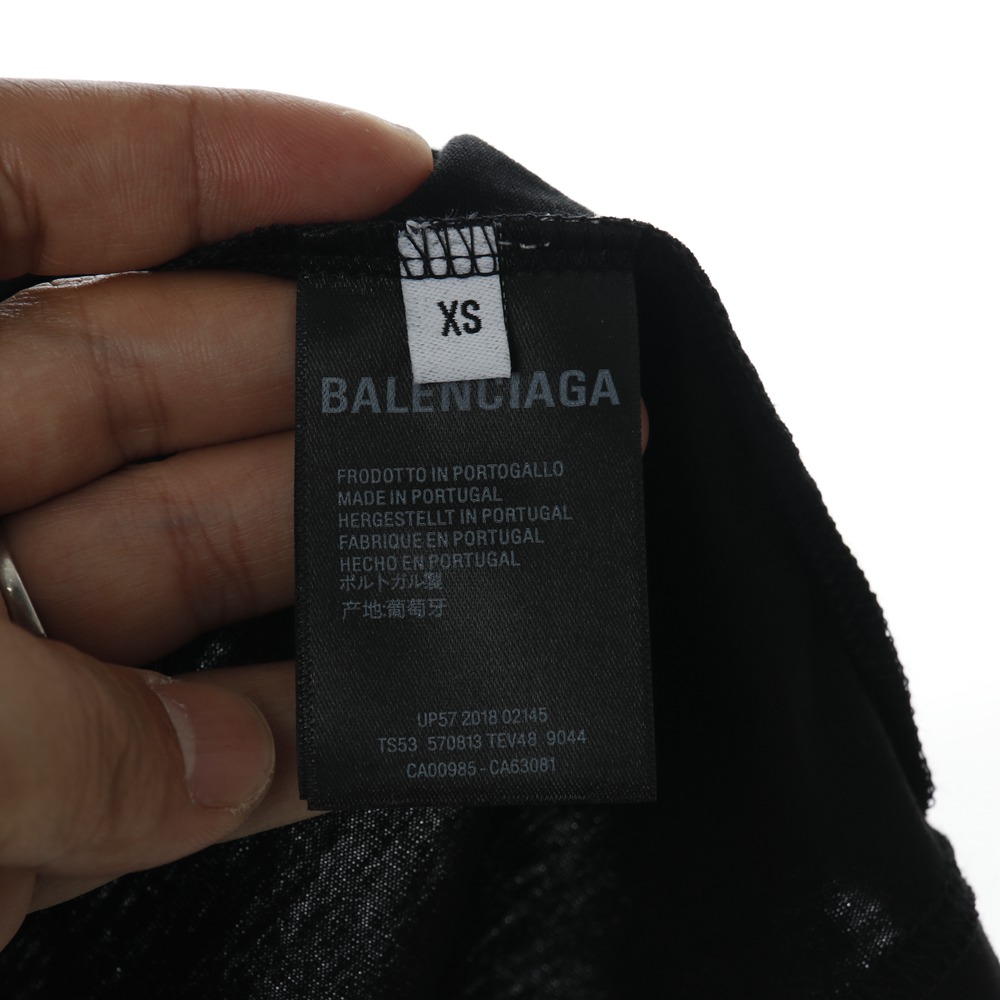 XS
BALENCIAGA
FRODOTTO IN PORTOGALLO
MADE IN PORTUGAL
HERGESTELLT IN PORTUGAL
FABRIQUE EN PORTUGAL
HECHO EN PORTUGAL
ポルトガル製
产地:葡萄牙
UP57 2018 02145
TS53 570813 TEV48 9044
CA00985-CA63081